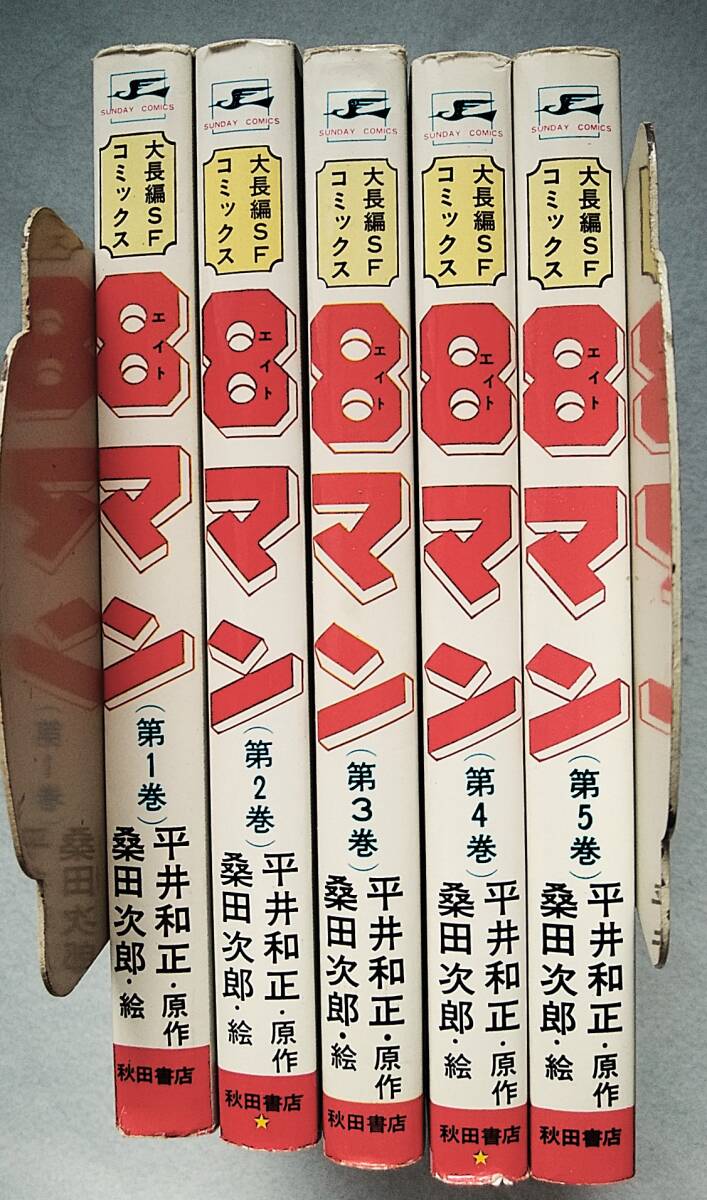 SUNDAY COMICS
大長編SF
コミックス
8マン
エイト
(第1巻)
平井和正・原作
桑田次郎・絵
秋田書店
SUNDAY COMICS
大長編SF
コミックス
8マン
エイト
(第2巻)
平井和正・原作
桑田次郎・絵
秋田書店
SUNDAY COMICS
大長編SF
コミックス
8マン
エイト
(第3巻)
平井和正・原作
桑田次郎・絵
秋田書店
SUNDAY COMICS
大長編SF
コミックス
8マン
エイト
(第4巻)
平井和正・原作
桑田次郎・絵
秋田書店
SUNDAY COMICS
大長編SF
コミックス
8マン
エイト
(第5巻)
平井和正・原作
桑田次郎・絵
秋田書店